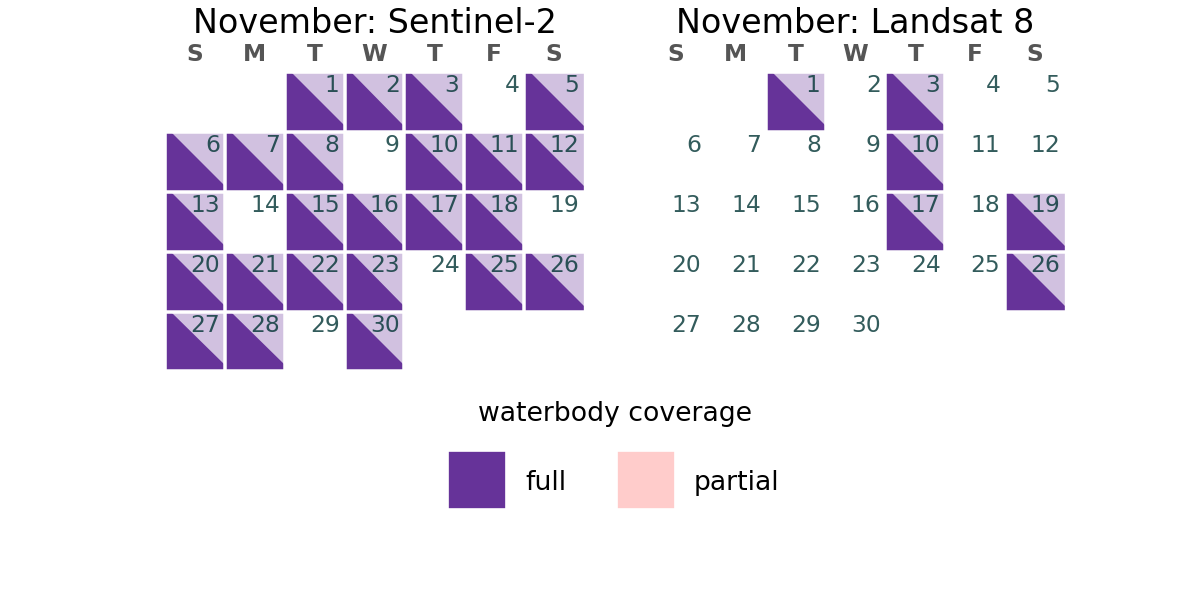 November: Sentinel-2
S M T W T F S
1 2 3 4 5
6 7 8 9 10 11 12
13 14 15 16 17 18 19
20 21 22 23 24 25 26
27 28 29 30
November: Landsat 8
S M T W T F S
1 2 3 4 5
6 7 8 9 10 11 12
13 14 15 16 17 18 19
20 21 22 23 24 25 26
27 28 29 30
waterbody coverage
full partial